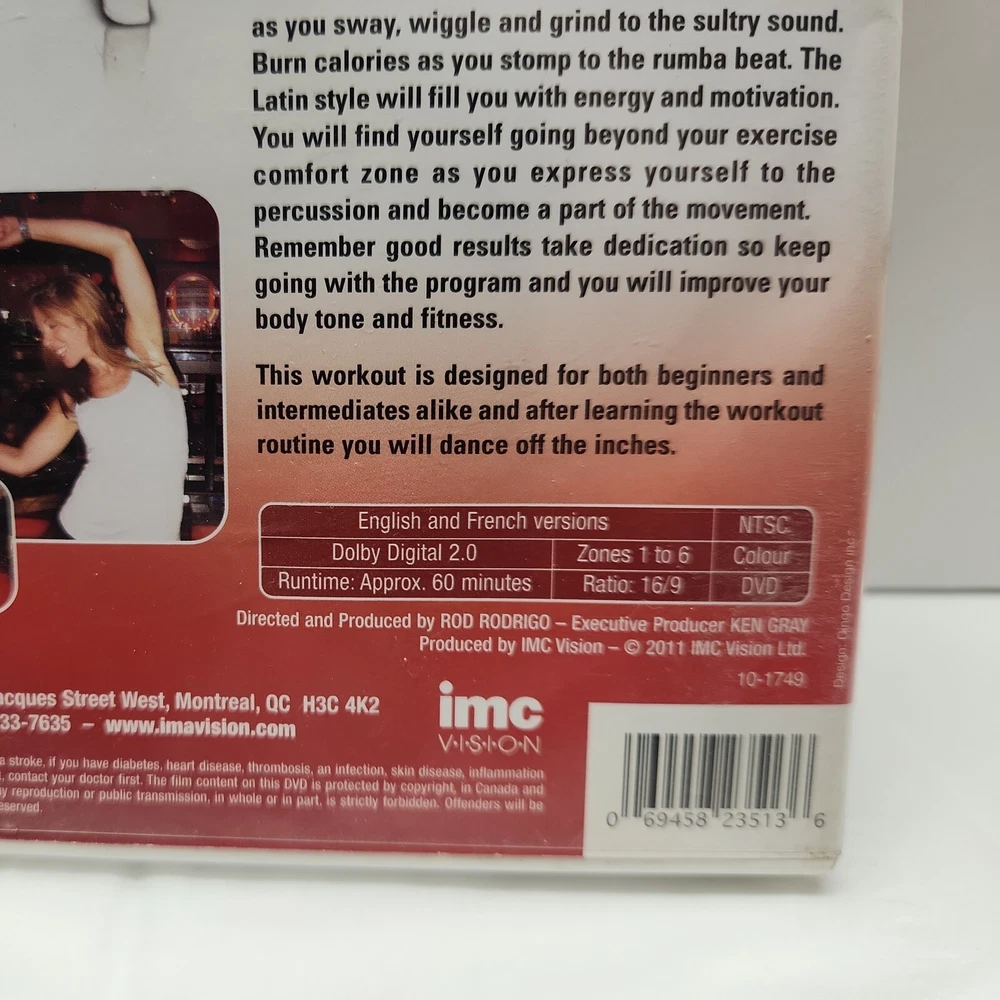 as you sway, wiggle and grind to the sultry sound.
Burn calories as you stomp to the rumba beat. The
Latin style will fill you with energy and motivation.
You will find yourself going beyond your exercise
comfort zone as you express yourself to the
percussion and become a part of the movement.
Remember good results take dedication so keep
going with the program and you will improve your
body tone and fitness.
This workout is designed for both beginners and
intermediates alike and after learning the workout
routine you will dance off the inches.
English and French versions NTSC
Dolby Digital 2.0 Zones 1 to 6 Colour
Runtime: Approx. 60 minutes Ratio: 16/9 DVD
Directed and Produced by ROD RODRIGO – Executive Producer KEN GRAY
Produced by IMC Vision – © 2011 IMC Vision Ltd.
10-1749
Design: Dingo Design inc.
acques Street West, Montreal, QC H3C 4K2
33-7635 – www.imavision.com
imc
V·I·S·I·O·N
a stroke, if you have diabetes, heart disease, thrombosis, an infection, skin disease, inflammation
, contact your doctor first. The film content on this DVD is protected by copyright, in Canada and
y reproduction or public transmission, in whole or in part, is strictly forbidden. Offenders will be
eserved.
0 69458 23513 6